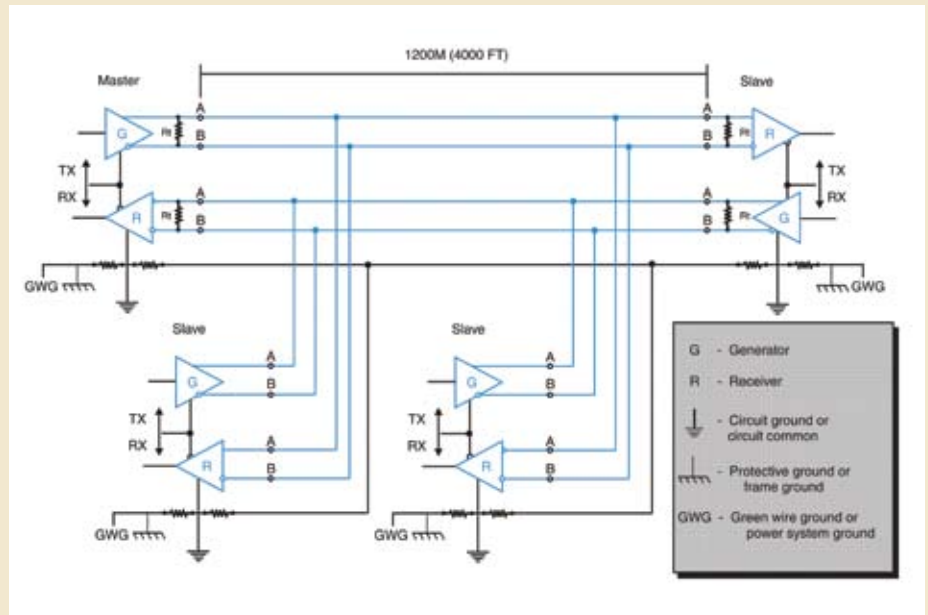 1200M (4000 FT)
Master
Slave
A
A
G
Rt
Rt
R
B
B
TX
TX
RX
RX
A
A
R
Rt
Rt
G
B
B
GWG
GWG
Slave
Slave
G
A
G
A
B
B
TX
TX
RX
RX
A
A
R
R
B
B
GWG
GWG
G - Generator
R - Receiver
- Circuit ground or
circuit common
- Protective ground or
frame ground
GWG - Green wire ground or
power system ground